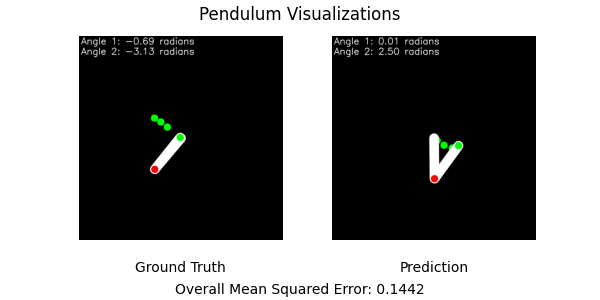 Pendulum Visualizations
Angle 1: −0.69 radians
Angle 2: −3.13 radians
Angle 1: 0.01 radians
Angle 2: 2.50 radians
Ground Truth
Prediction
Overall Mean Squared Error: 0.1442